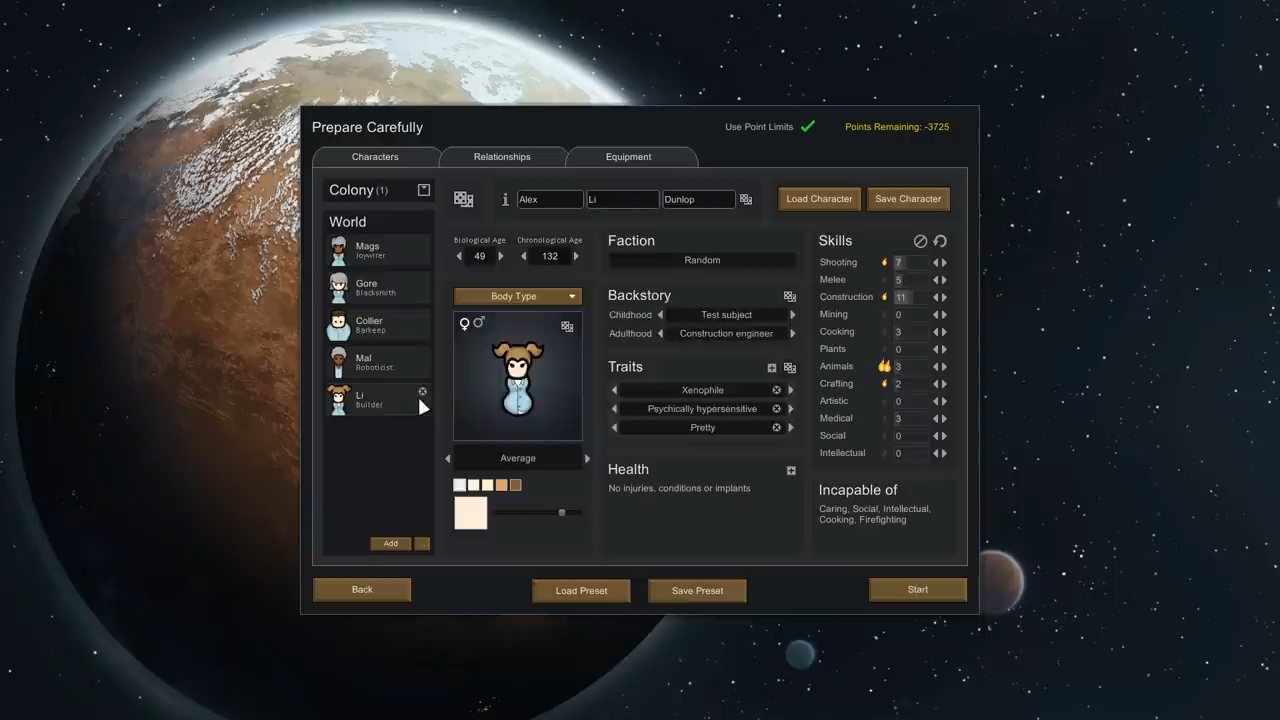 Prepare Carefully
Use Point Limits
Points Remaining: -3725
Characters
Relationships
Equipment
Colony (1)
Alex
Li
Dunlop
Load Character
Save Character
World
Mags
Joywirer
Gore
Blacksmith
Collier
Barkeep
Mal
Roboticist
Li
Builder
Add
...
Biological Age
Chronological Age
49
132
Body Type
Average
Faction
Random
Backstory
Childhood
Test subject
Adulthood
Construction engineer
Traits
Xenophile
Psychically hypersensitive
Pretty
Health
No injuries, conditions or implants
Skills
Shooting 7
Melee 5
Construction 11
Mining 0
Cooking 3
Plants 0
Animals 3
Crafting 2
Artistic 0
Medical 3
Social 0
Intellectual 0
Incapable of
Caring, Social, Intellectual,
Cooking, Firefighting
Back
Load Preset
Save Preset
Start